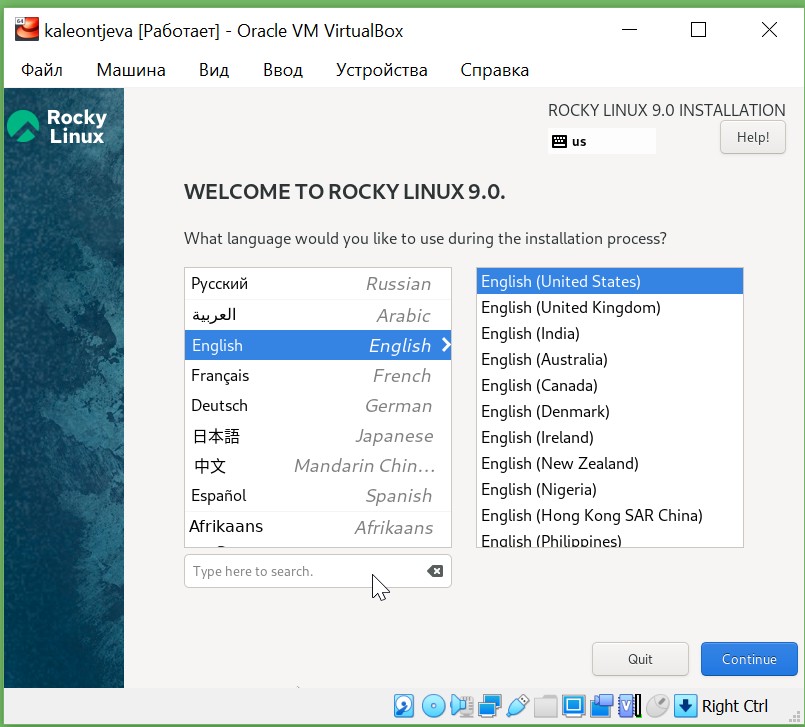 kaleontjeva [Работает] - Oracle VM VirtualBox
Файл Машина Вид Ввод Устройства Справка
Rocky
Linux
ROCKY LINUX 9.0 INSTALLATION
us
Help!
WELCOME TO ROCKY LINUX 9.0.
What language would you like to use during the installation process?
Русский Russian
العربية Arabic
English English
Français French
Deutsch German
日本語 Japanese
中文 Mandarin Chin...
Español Spanish
Afrikaans Afrikaans
Type here to search.
English (United States)
English (United Kingdom)
English (India)
English (Australia)
English (Canada)
English (Denmark)
English (Ireland)
English (New Zealand)
English (Nigeria)
English (Hong Kong SAR China)
English (Philippines)
Quit
Continue
Right Ctrl